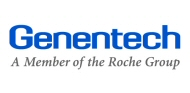 Genentech
A Member of the Roche Group